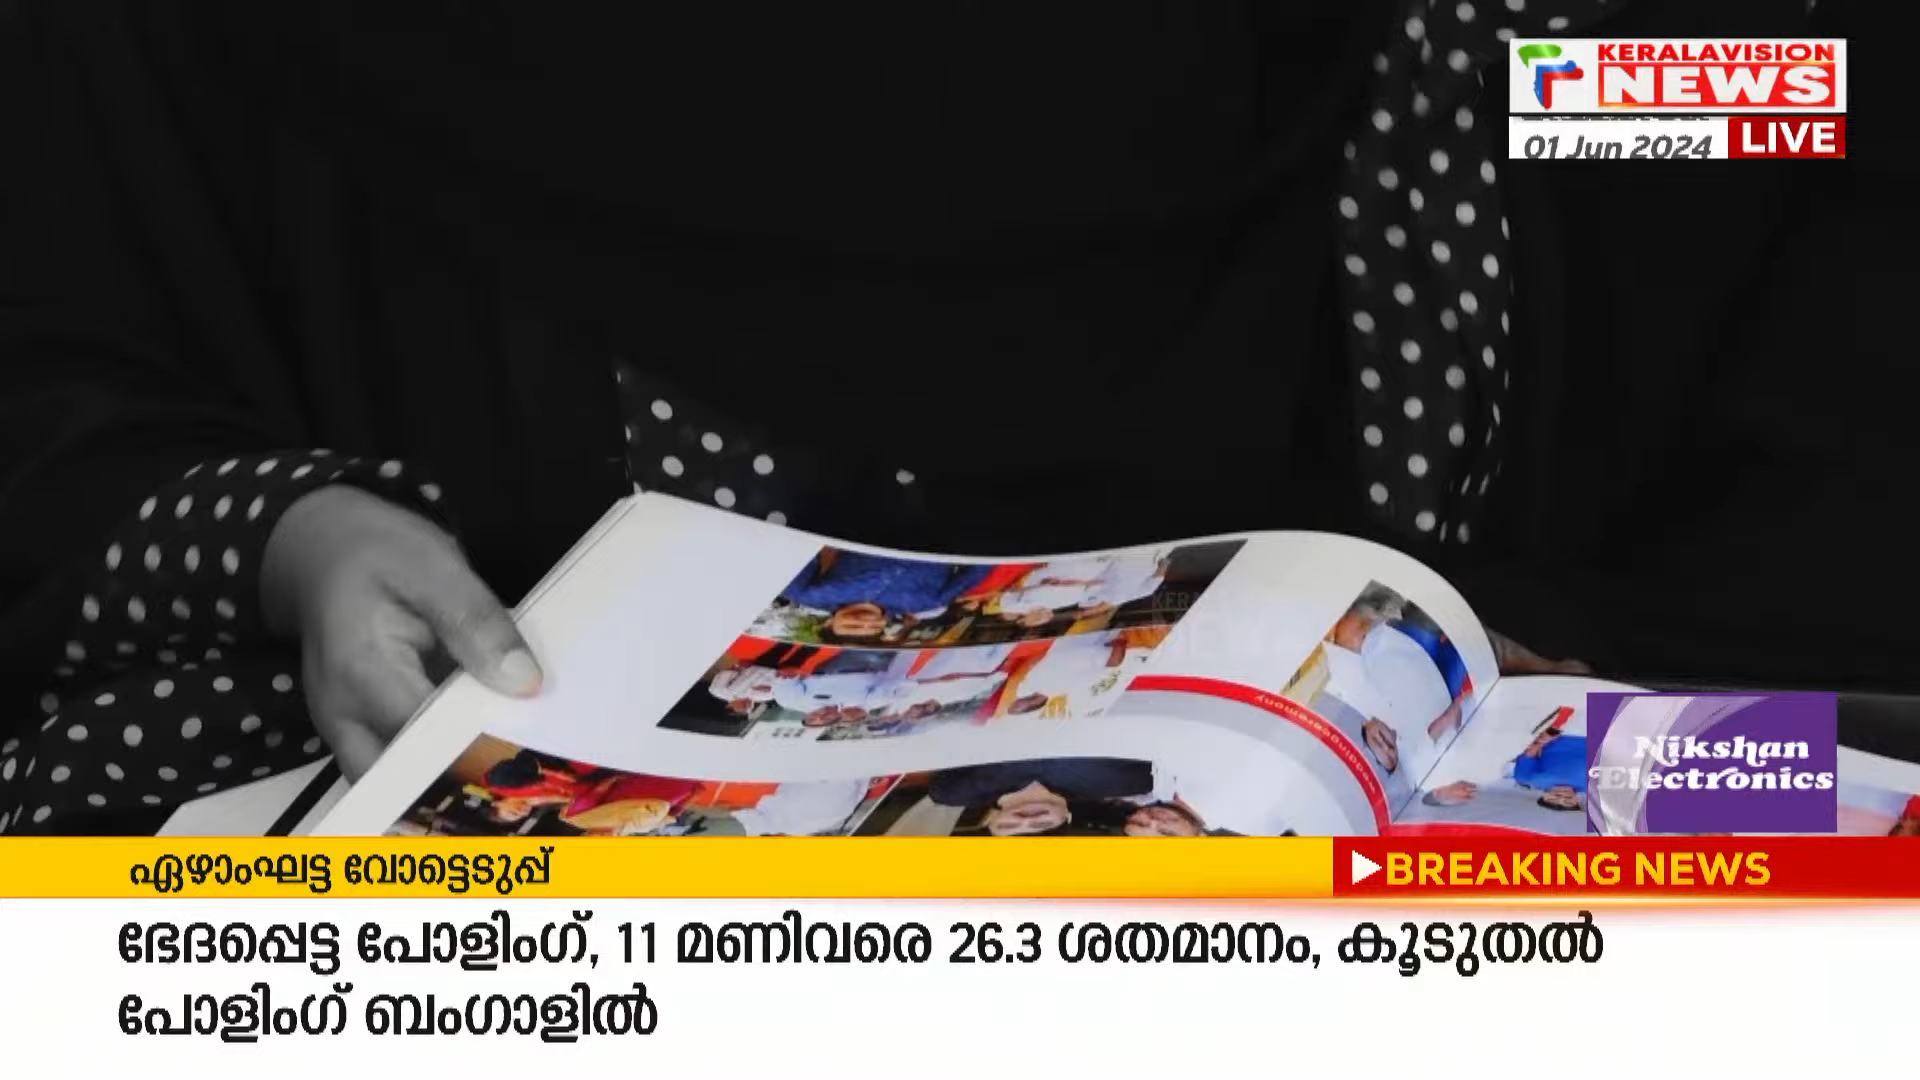 KERALAVISION
NEWS
01 Jun 2024
LIVE
Nikshan
Electronics
ഏഴാംഘട്ട വോട്ടെടുപ്പ്
BREAKING NEWS
ഭേദപ്പെട്ട പോളിംഗ്, 11 മണിവരെ 26.3 ശതമാനം, കൂടുതൽ
പോളിംഗ് ബംഗാളിൽ